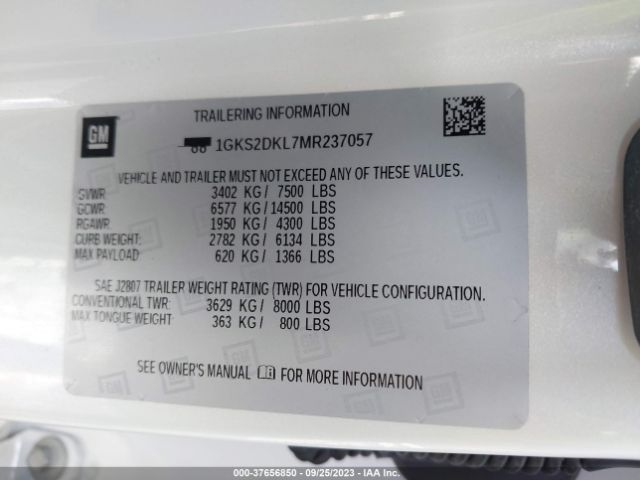 TRAILERING INFORMATION
GM
1GKS2DKL7MR237057
VEHICLE AND TRAILER MUST NOT EXCEED ANY OF THESE VALUES.
GVWR 3402 KG/ 7500 LBS
GCWR: 6577 KG/14500 LBS
RGAWR: 1950 KG/ 4300 LBS
CURB WEIGHT: 2782 KG/ 6134 LBS
MAX PAYLOAD: 620 KG/ 1366 LBS
SAE J2807 TRAILER WEIGHT RATING (TWR) FOR VEHICLE CONFIGURATION.
CONVENTIONAL TWR: 3629 KG/ 8000 LBS
MAX TONGUE WEIGHT: 363 KG/ 800 LBS
SEE OWNER'S MANUAL FOR MORE INFORMATION
000-37656850 - 09/25/2023 - IAA Inc.